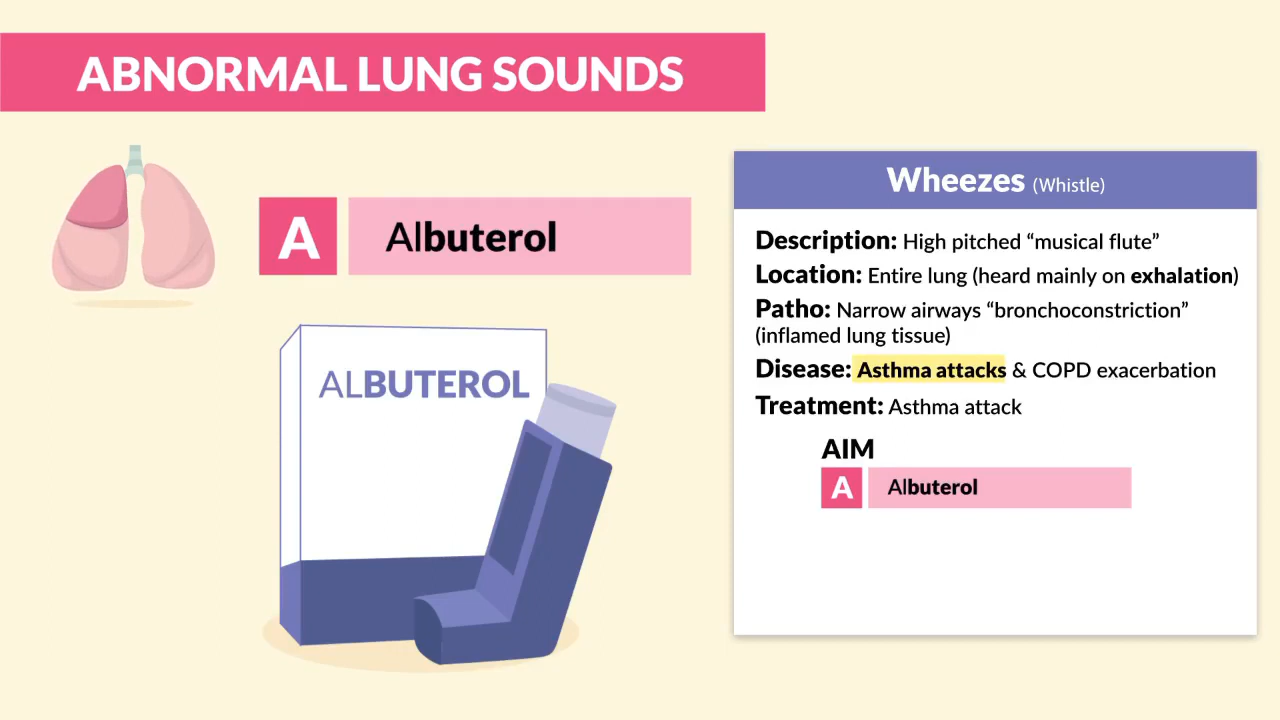 ABNORMAL LUNG SOUNDS
A Albuterol
ALBUTEROL
Wheezes (Whistle)
Description: High pitched “musical flute”
Location: Entire lung (heard mainly on exhalation)
Patho: Narrow airways “bronchoconstriction”
(inflamed lung tissue)
Disease: Asthma attacks & COPD exacerbation
Treatment: Asthma attack
AIM
A Albuterol